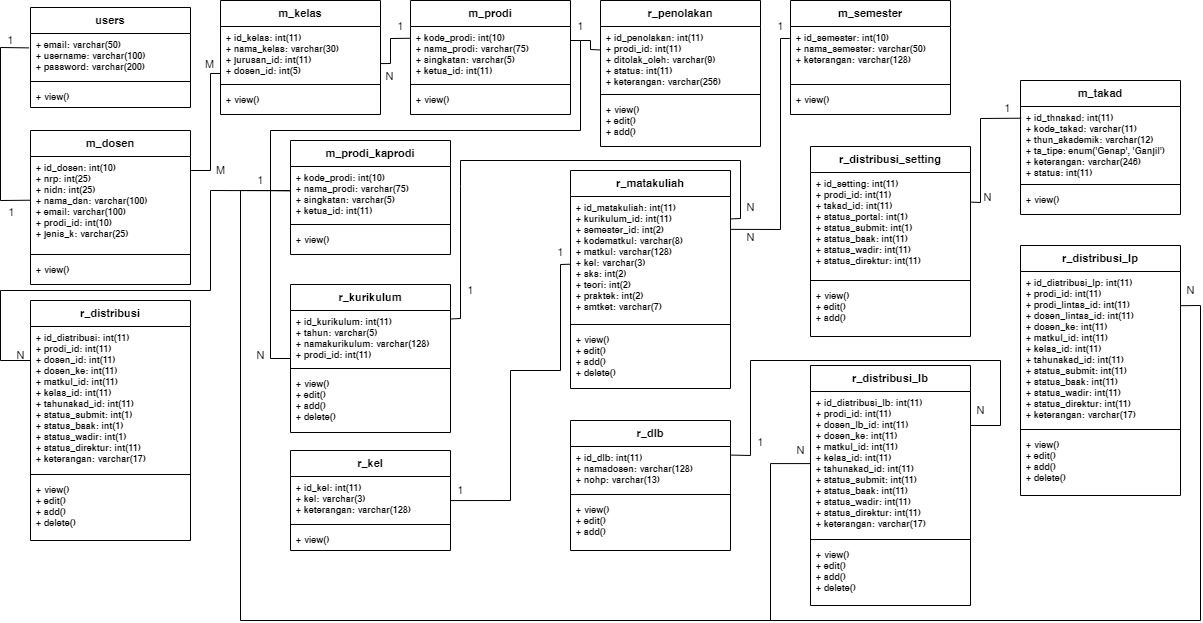 users
+ email: varchar(50)
+ username: varchar(100)
+ password: varchar(200)
+ view()
m_kelas
+ id_kelas: int(11)
+ nama_kelas: varchar(30)
+ jurusan_id: int(11)
+ dosen_id: int(5)
+ view()
m_prodi
+ kode_prodi: int(10)
+ nama_prodi: varchar(75)
+ singkatan: varchar(5)
+ ketua_id: int(11)
+ view()
r_penolakan
+ id_penolakan: int(11)
+ prodi_id: int(11)
+ ditolak_oleh: varchar(9)
+ status: int(11)
+ keterangan: varchar(256)
+ view()
+ edit()
+ add()
m_semester
+ id_semester: int(10)
+ nama_semester: varchar(50)
+ keterangan: varchar(128)
+ view()
m_takad
+ id_thnakad: int(11)
+ kode_takad: varchar(11)
+ thun_akademik: varchar(12)
+ ta_tipe: enum('Genap', 'Ganjil')
+ keterangan: varchar(246)
+ status: int(11)
+ view()
m_dosen
+ id_dosen: int(10)
+ nrp: int(25)
+ nidn: int(25)
+ nama_dsn: varchar(100)
+ email: varchar(100)
+ prodi_id: int(10)
+ jenis_k: varchar(25)
+ view()
m_prodi_kaprodi
+ kode_prodi: int(10)
+ nama_prodi: varchar(75)
+ singkatan: varchar(5)
+ ketua_id: int(11)
+ view()
r_matakuliah
+ id_matakuliah: int(11)
+ kurikulum_id: int(11)
+ semester_id: int(2)
+ kodematkul: varchar(8)
+ matkul: varchar(128)
+ kel: varchar(3)
+ sks: int(2)
+ teori: int(2)
+ praktek: int(2)
+ smtket: varchar(7)
+ view()
+ edit()
+ add()
+ delete()
r_distribusi_setting
+ id_setting: int(11)
+ prodi_id: int(11)
+ takad_id: int(11)
+ status_portal: int(1)
+ status_submit: int(1)
+ status_baak: int(11)
+ status_wadir: int(11)
+ status_direktur: int(11)
+ view()
+ edit()
+ add()
r_distribusi_lp
+ id_distribusi_lp: int(11)
+ prodi_id: int(11)
+ prodi_lintas_id: int(11)
+ dosen_lintas_id: int(11)
+ dosen_ke: int(11)
+ matkul_id: int(11)
+ kelas_id: int(11)
+ tahunakad_id: int(11)
+ status_submit: int(11)
+ status_baak: int(11)
+ status_wadir: int(11)
+ status_direktur: int(11)
+ keterangan: varchar(17)
+ view()
+ edit()
+ add()
+ delete()
r_distribusi
+ id_distribusi: int(11)
+ prodi_id: int(11)
+ dosen_id: int(11)
+ dosen_ke: int(11)
+ matkul_id: int(11)
+ kelas_id: int(11)
+ tahunakad_id: int(11)
+ status_submit: int(1)
+ status_baak: int(1)
+ status_wadir: int(1)
+ status_direktur: int(11)
+ keterangan: varchar(17)
+ view()
+ edit()
+ add()
+ delete()
r_kurikulum
+ id_kurikulum: int(11)
+ tahun: varchar(5)
+ namakurikulum: varchar(128)
+ prodi_id: int(11)
+ view()
+ edit()
+ add()
+ delete()
r_kel
+ id_kel: int(11)
+ kel: varchar(3)
+ keterangan: varchar(128)
+ view()
r_dlb
+ id_dlb: int(11)
+ namadosen: varchar(128)
+ nohp: varchar(13)
+ view()
+ edit()
+ add()
r_distribusi_lb
+ id_distribusi_lb: int(11)
+ prodi_id: int(11)
+ dosen_lb_id: int(11)
+ dosen_ke: int(11)
+ matkul_id: int(11)
+ kelas_id: int(11)
+ tahunakad_id: int(11)
+ status_submit: int(11)
+ status_baak: int(11)
+ status_wadir: int(11)
+ status_direktur: int(11)
+ keterangan: varchar(17)
+ view()
+ edit()
+ add()
+ delete()
1
1
M
M
1
N
1
1
1
N
1
N
N
1
N
N
1
1
1
N
N
N